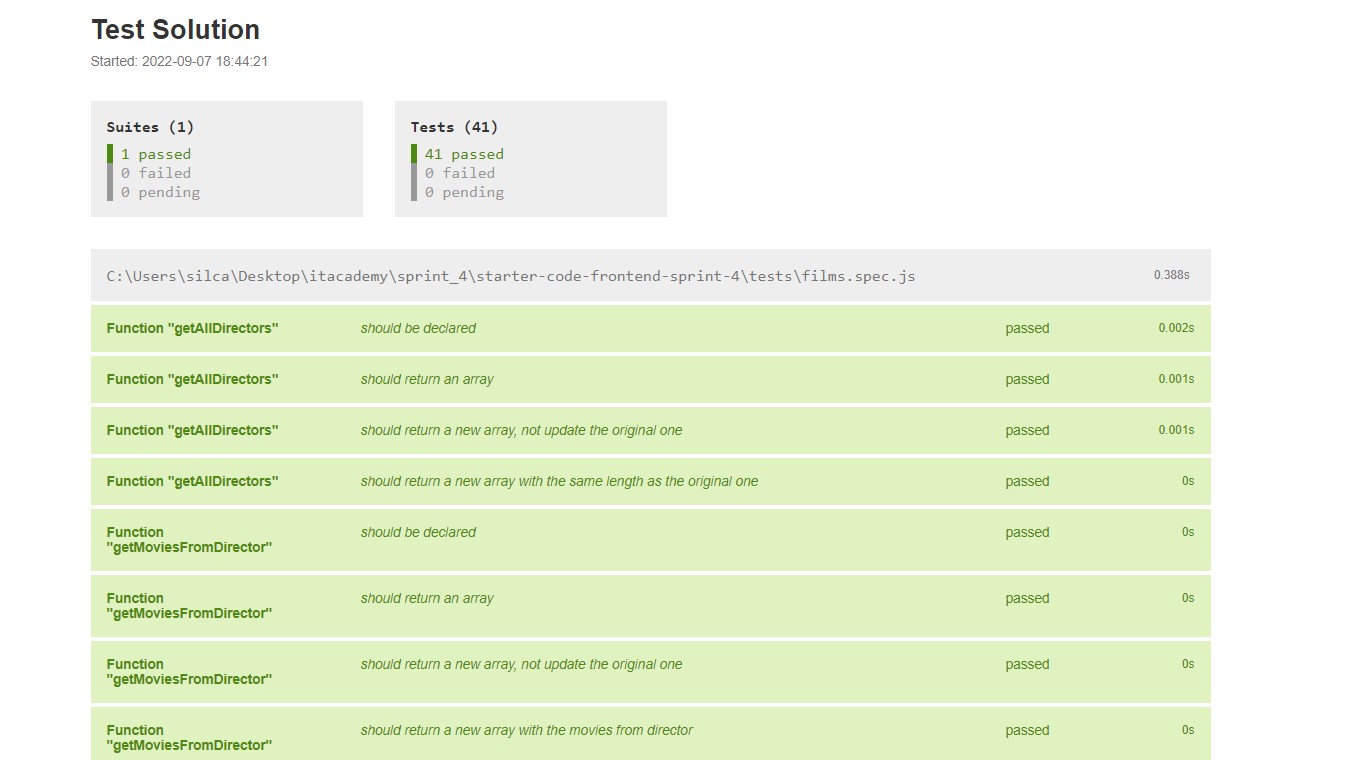 Test Solution
Started: 2022-09-07 18:44:21
Suites (1)
1 passed
0 failed
0 pending
Tests (41)
41 passed
0 failed
0 pending
C:\Users\silca\Desktop\itacademy\sprint_4\starter-code-frontend-sprint-4\tests\films.spec.js 0.388s
Function "getAllDirectors" should be declared passed 0.002s
Function "getAllDirectors" should return an array passed 0.001s
Function "getAllDirectors" should return a new array, not update the original one passed 0.001s
Function "getAllDirectors" should return a new array with the same length as the original one passed 0s
Function should be declared passed 0s
"getMoviesFromDirector"
Function should return an array passed 0s
"getMoviesFromDirector"
Function should return a new array, not update the original one passed 0s
"getMoviesFromDirector"
Function should return a new array with the movies from director passed 0s
"getMoviesFromDirector"